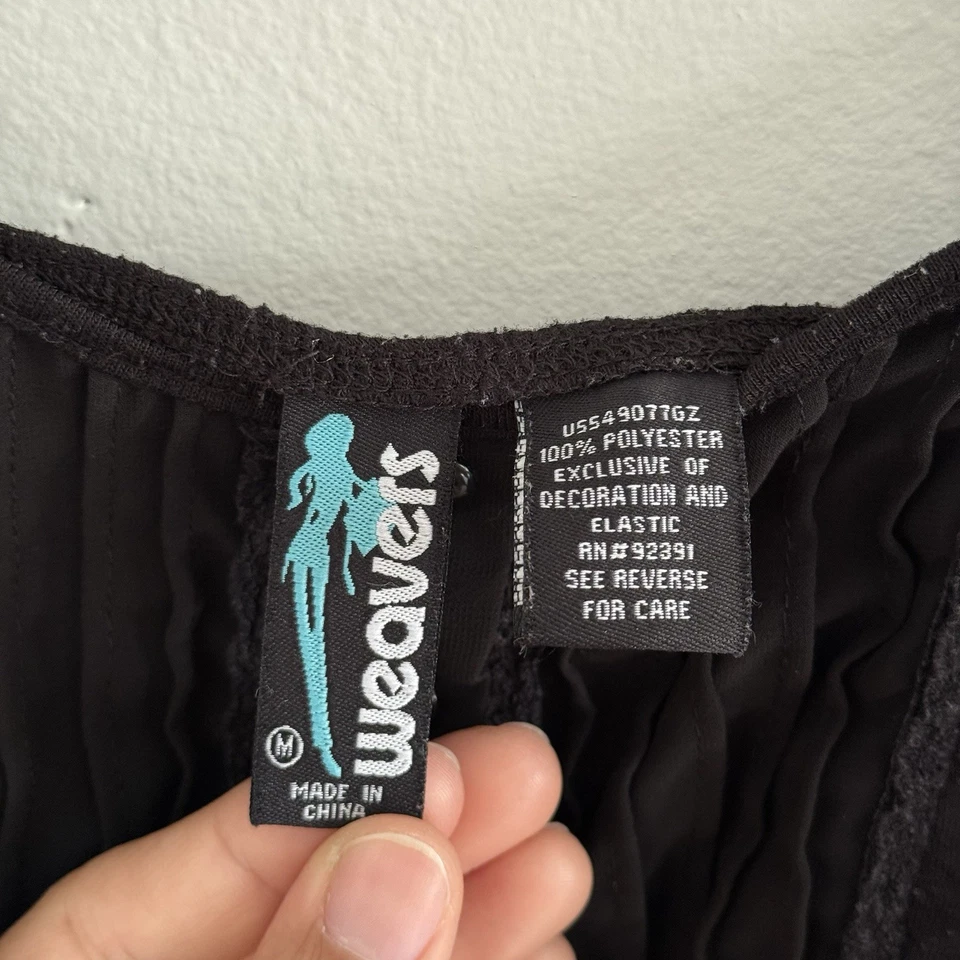 weavers
M
MADE IN
CHINA
US549077GZ
100% POLYESTER
EXCLUSIVE OF
DECORATION AND
ELASTIC
RN#92391
SEE REVERSE
FOR CARE